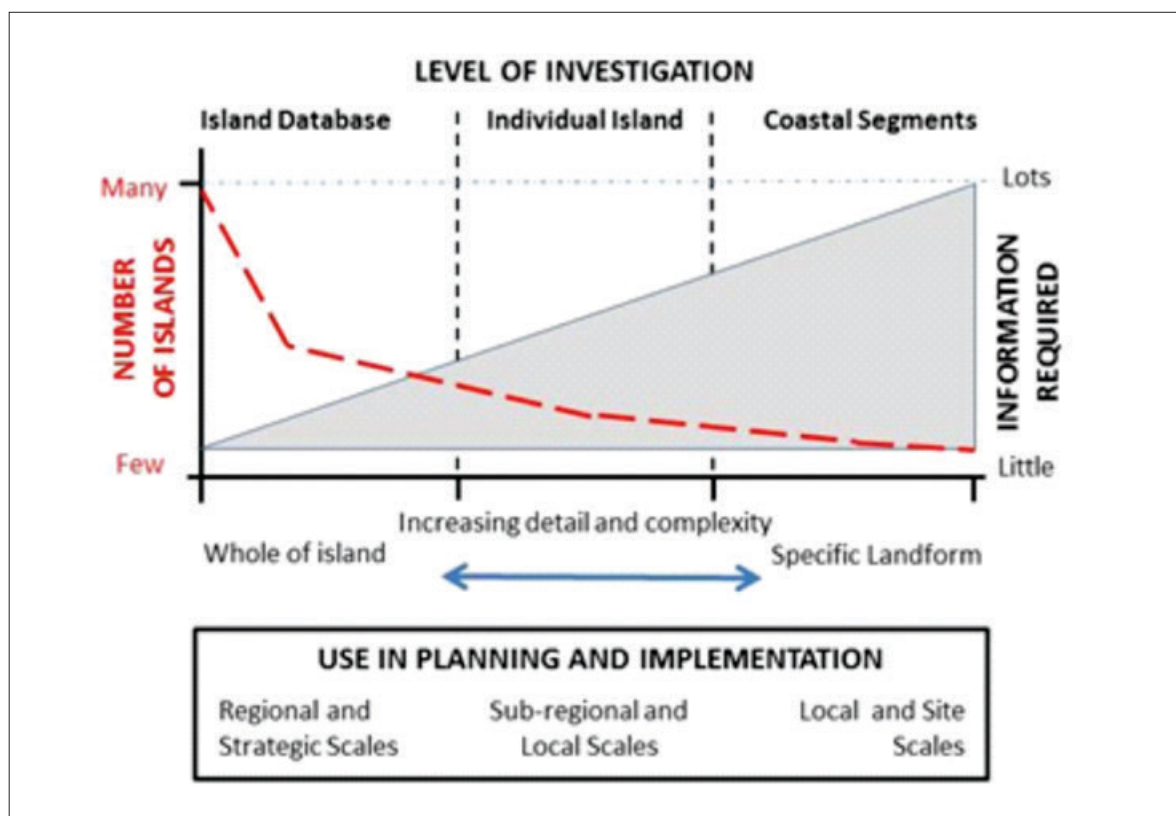 LEVEL OF INVESTIGATION
Island Database
Individual Island
Coastal Segments
Many
Lots
NUMBER
OF ISLANDS
INFORMATION
REQUIRED
Few
Little
Increasing detail and complexity
Whole of island
Specific Landform
USE IN PLANNING AND IMPLEMENTATION
Regional and
Strategic Scales
Sub-regional and
Local Scales
Local and Site
Scales